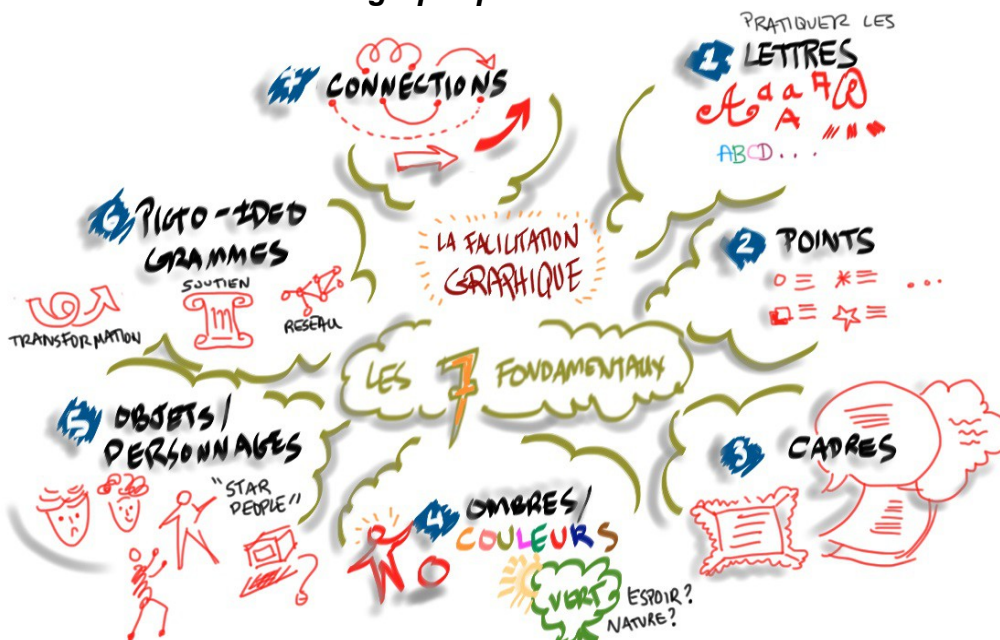 LA FACILITATION
GRAPHIQUE
LES 7 FONDAMENTAUX
1
PRATIQUER LES
LETTRES
A a a A R
A
ABCD...
2 POINTS
3 CADRES
4 OMBRES/
COULEURS
VERT
ESPOIR?
NATURE?
5 OBJETS/
PERSONNAGES
"STAR
PEOPLE"
6 PICTO-IDEO
GRAMMES
SOUTIEN
TRANSFORMATION
RESEAU
7 CONNECTIONS